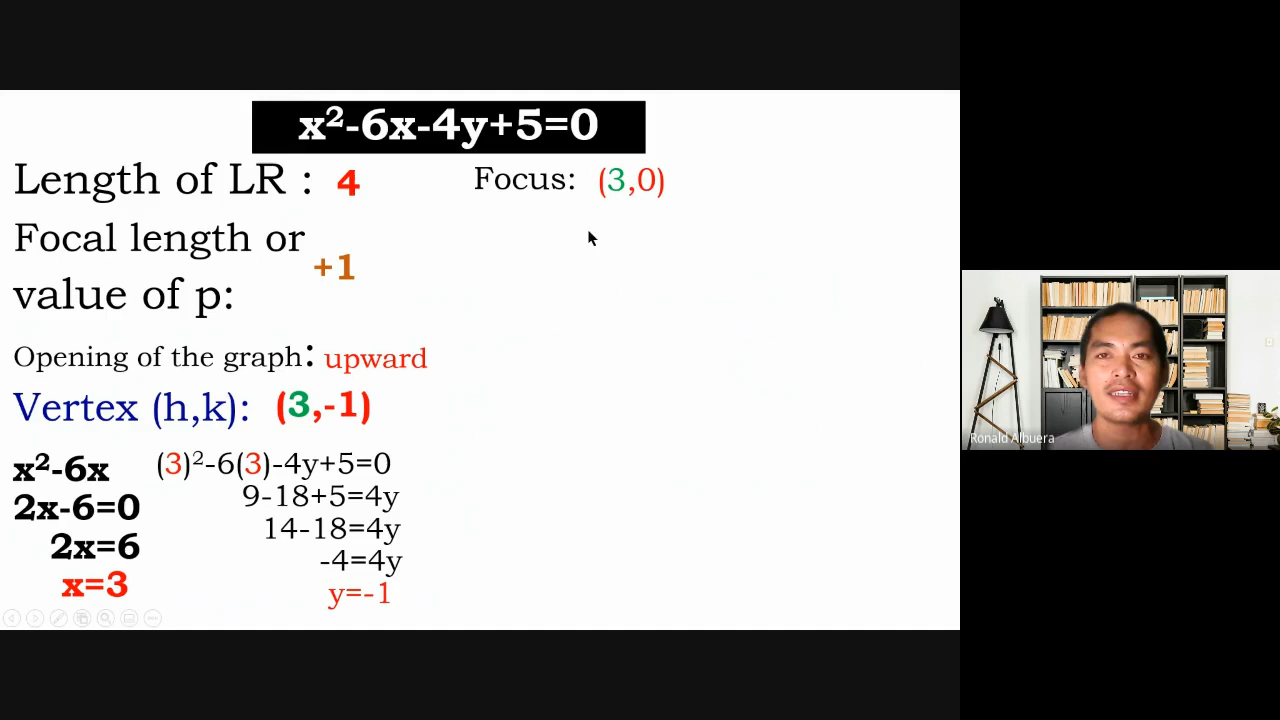 x²-6x-4y+5=0
Length of LR : 4
Focal length or
value of p: +1
Opening of the graph: upward
Vertex (h,k): (3,-1)
x²-6x
2x-6=0
2x=6
x=3
(3)²-6(3)-4y+5=0
9-18+5=4y
14-18=4y
-4=4y
y=-1
Focus: (3,0)
Ronald Albuera